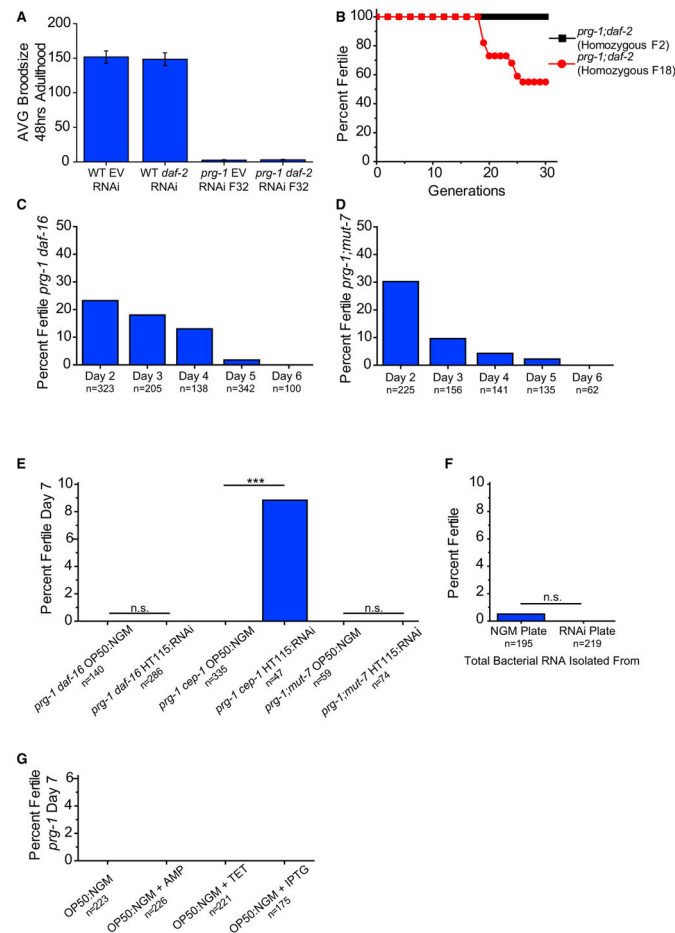 A
AVG Broodsize
48hrs Adulthood
200
150
100
50
0
WT EV
RNAi
WT daf-2
RNAi
prg-1 EV
RNAi F32
prg-1 daf-2
RNAi F32
B
Percent Fertile
100
80
60
40
20
0
0
10
20
30
Generations
prg-1;daf-2
(Homozygous F2)
prg-1;daf-2
(Homozygous F18)
C
Percent Fertile prg-1 daf-16
50
40
30
20
10
0
Day 2
n=323
Day 3
n=205
Day 4
n=138
Day 5
n=342
Day 6
n=100
D
Percent Fertile prg-1;mut-7
50
40
30
20
10
0
Day 2
n=225
Day 3
n=156
Day 4
n=141
Day 5
n=135
Day 6
n=62
E
Percent Fertile Day 7
10
8
6
4
2
0
n.s.
***
n.s.
prg-1 daf-16 OP50:NGM
n=140
prg-1 daf-16 HT115:RNAi
n=286
prg-1 cep-1 OP50:NGM
n=335
prg-1 cep-1 HT115:RNAi
n=47
prg-1;mut-7 OP50:NGM
n=59
prg-1;mut-7 HT115:RNAi
n=74
F
Percent Fertile
10
8
6
4
2
0
n.s.
NGM Plate
n=195
RNAi Plate
n=219
Total Bacterial RNA Isolated From
G
Percent Fertile
prg-1 Day 7
6
4
2
0
OP50:NGM
n=223
OP50:NGM + AMP
n=226
OP50:NGM + TET
n=221
OP50:NGM + IPTG
n=175